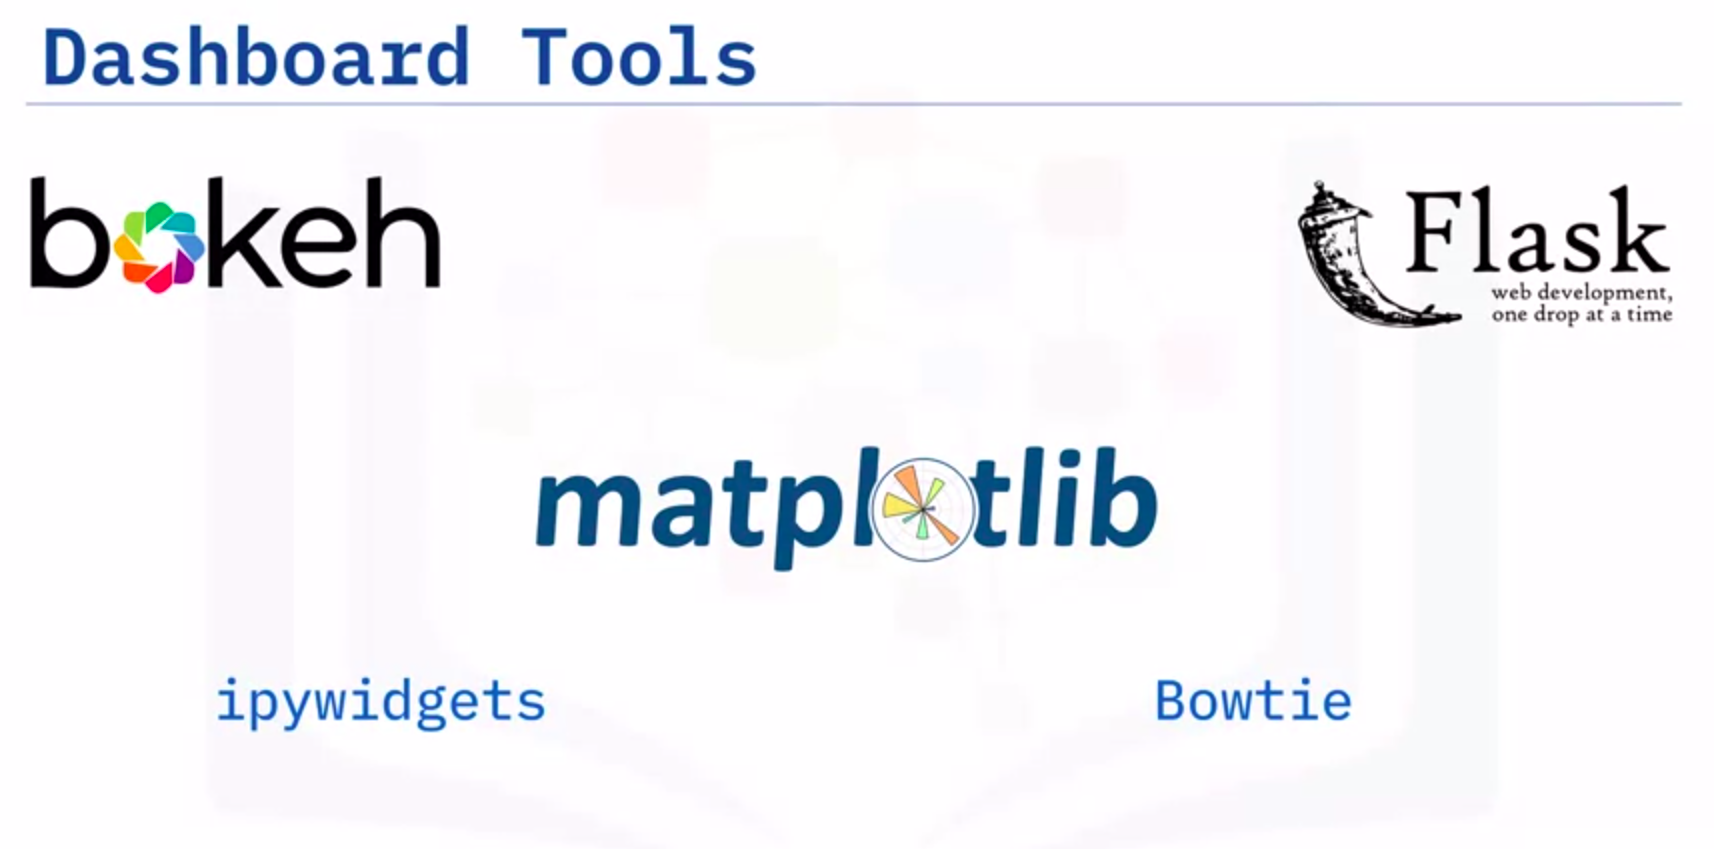 Dashboard Tools
bokeh
Flask
web development,
one drop at a time
matplotlib
ipywidgets
Bowtie